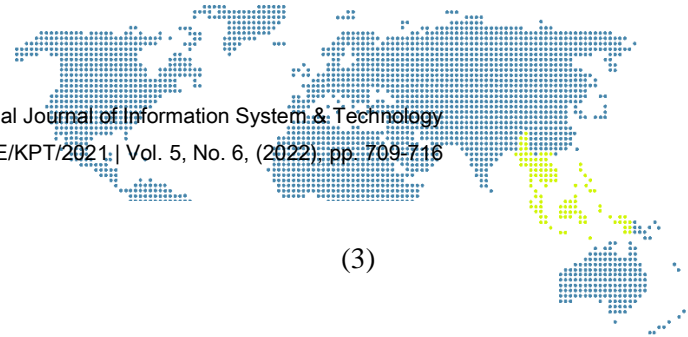 al Journal of Information System & Technology
E/KPT/2021 | Vol. 5, No. 6, (2022), pp. 709-716
(3)